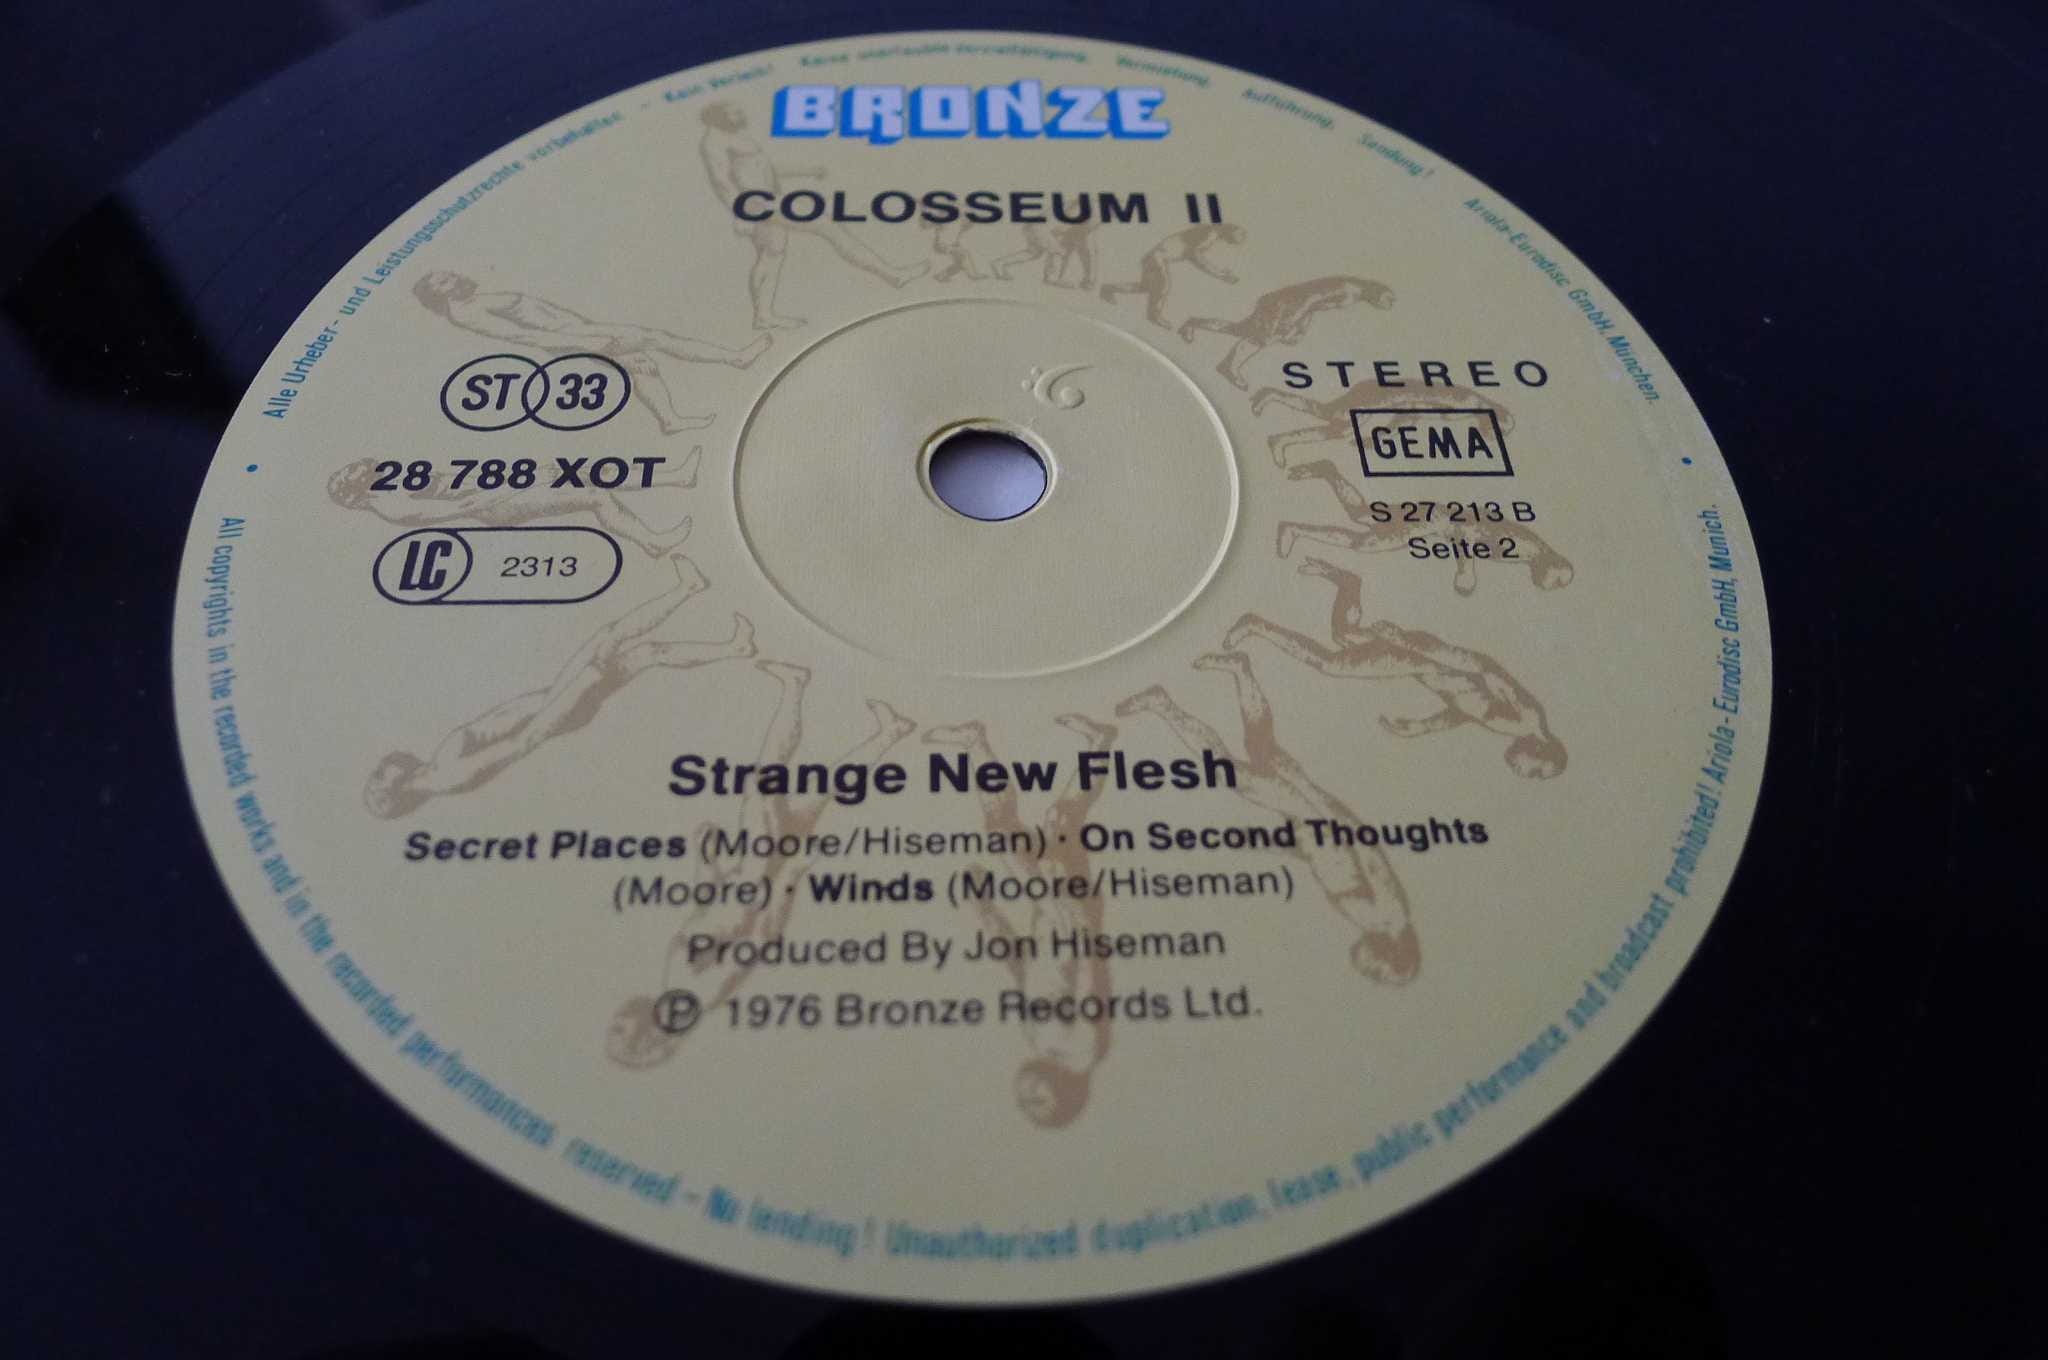 Alle Urheber- und Leistungsschutzrechte vorbehalten - Kein Verleih! Keine unerlaubte Vervielfältigung, Vermietung, Aufführung, Sendung! Ariola-Eurodisc GmbH, München.
BRONZE
COLOSSEUM II
ST 33
STEREO
GEMA
28 788 XOT
S 27 213 B
LC 2313
Seite 2
Strange New Flesh
Secret Places (Moore/Hiseman) · On Second Thoughts
(Moore) · Winds (Moore/Hiseman)
Produced By Jon Hiseman
Ⓟ 1976 Bronze Records Ltd.
All copyrights in the recorded works and in the recorded performances reserved - No lending! Unauthorized duplication, lease, public performance and broadcast prohibited! Ariola-Eurodisc GmbH, Munich.